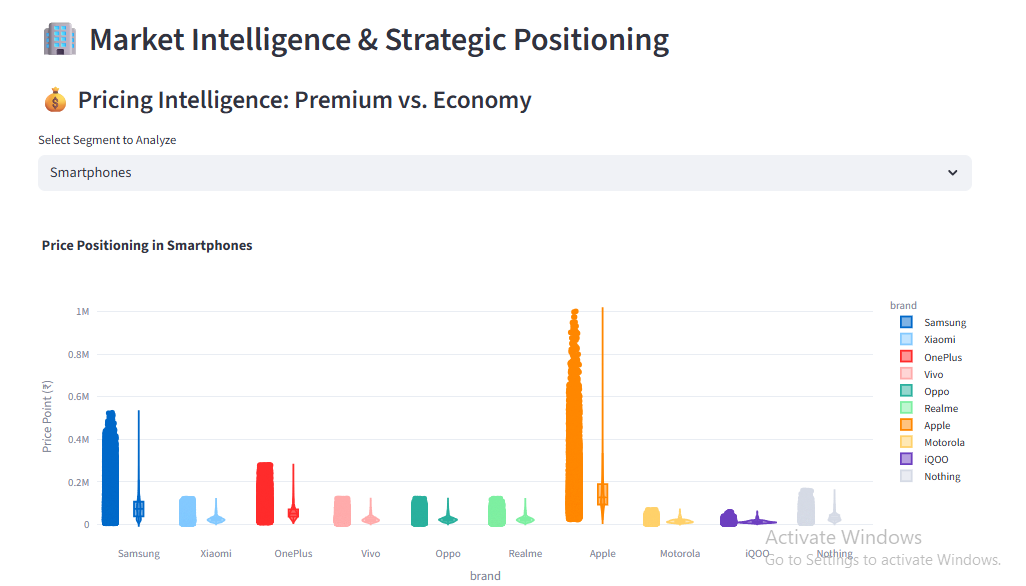 Market Intelligence & Strategic Positioning
Pricing Intelligence: Premium vs. Economy
Select Segment to Analyze
Smartphones
Price Positioning in Smartphones
brand
1M
Samsung
Xiaomi
0.8M
OnePlus
Vivo
0.6M
Oppo
Realme
Price Point (₹)
Apple
0.4M
Motorola
iQOO
0.2M
Nothing
0
Samsung Xiaomi OnePlus Vivo Oppo Realme Apple Motorola iQOO Nothing
brand
Activate Windows
Go to Settings to activate Windows.